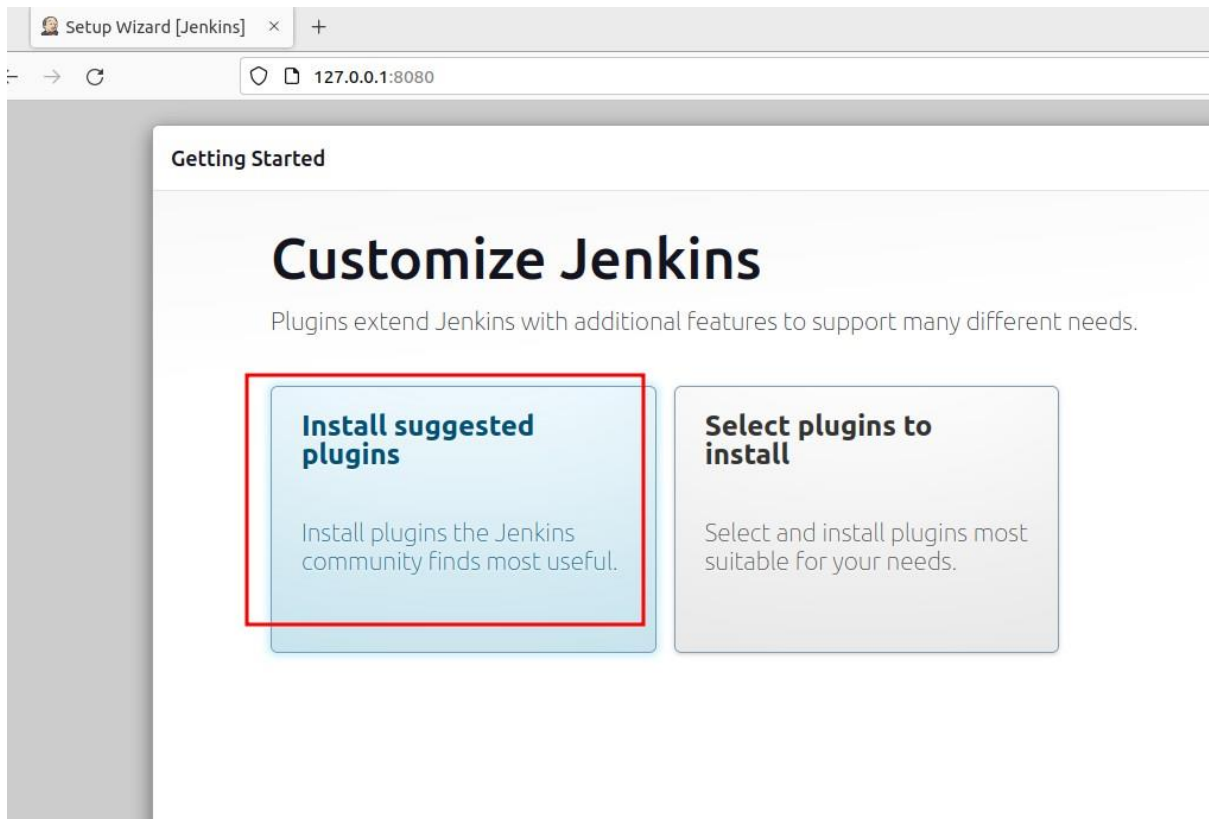 Setup Wizard [Jenkins]
127.0.0.1:8080
Getting Started
Customize Jenkins
Plugins extend Jenkins with additional features to support many different needs.
Install suggested
plugins
Install plugins the Jenkins
community finds most useful.
Select plugins to
install
Select and install plugins most
suitable for your needs.